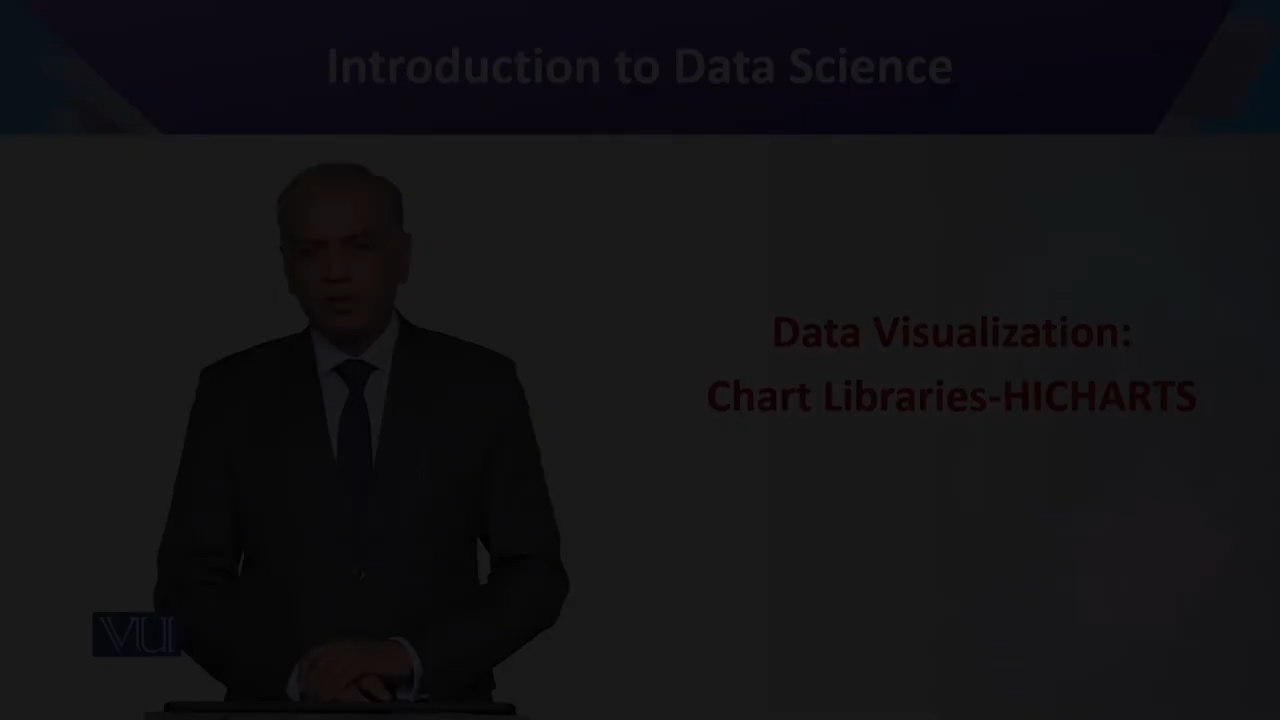 Introduction to Data Science
Data Visualization:
Chart Libraries-HICHARTS
VU